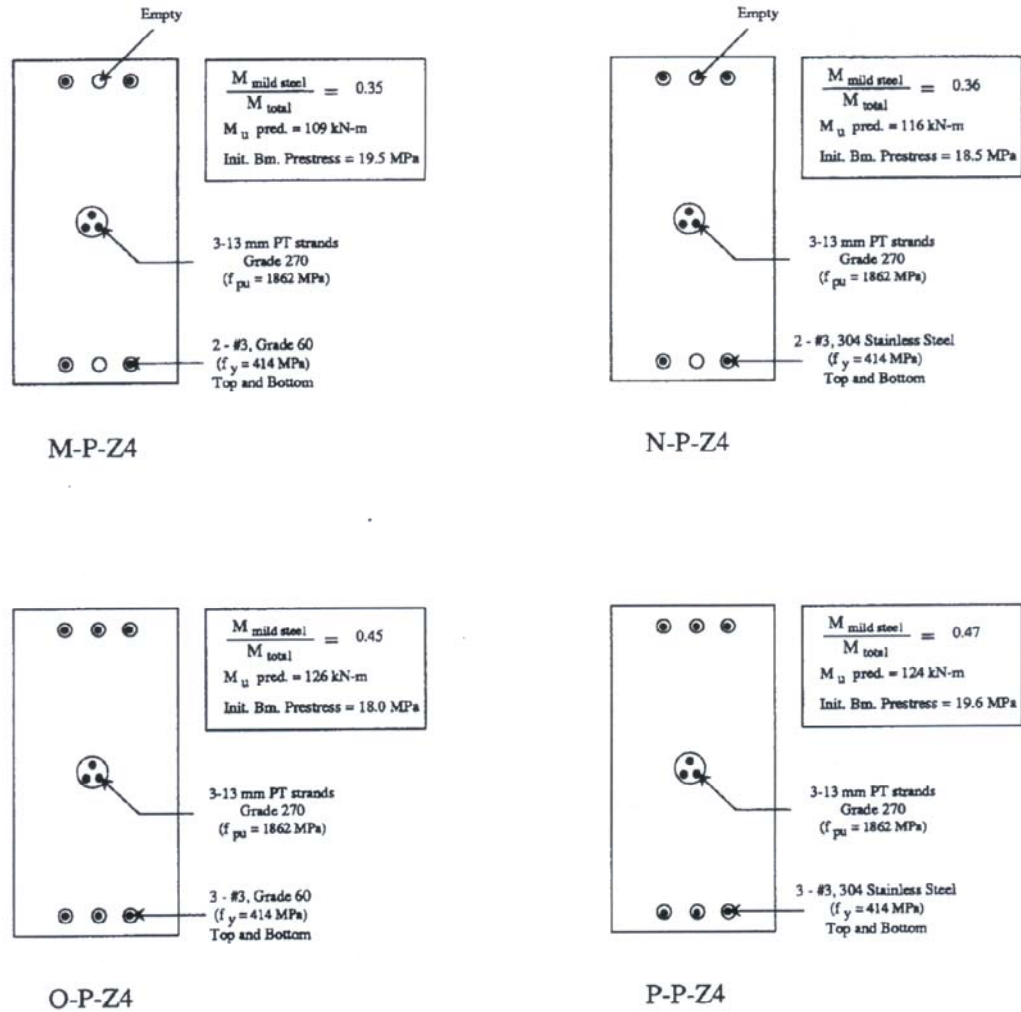 Empty
M mild steel
M total
= 0.35
M u pred. = 109 kN-m
Init. Bm. Prestress = 19.5 MPa
3-13 mm PT strands
Grade 270
(f pu = 1862 MPa)
2 - #3, Grade 60
(f y = 414 MPa)
Top and Bottom
M-P-Z4
Empty
M mild steel
M total
= 0.36
M u pred. = 116 kN-m
Init. Bm. Prestress = 18.5 MPa
3-13 mm PT strands
Grade 270
(f pu = 1862 MPa)
2 - #3, 304 Stainless Steel
(f y = 414 MPa)
Top and Bottom
N-P-Z4
M mild steel
M total
= 0.45
M u pred. = 126 kN-m
Init. Bm. Prestress = 18.0 MPa
3-13 mm PT strands
Grade 270
(f pu = 1862 MPa)
3 - #3, Grade 60
(f y = 414 MPa)
Top and Bottom
O-P-Z4
M mild steel
M total
= 0.47
M u pred. = 124 kN-m
Init. Bm. Prestress = 19.6 MPa
3-13 mm PT strands
Grade 270
(f pu = 1862 MPa)
3 - #3, 304 Stainless Steel
(f y = 414 MPa)
Top and Bottom
P-P-Z4